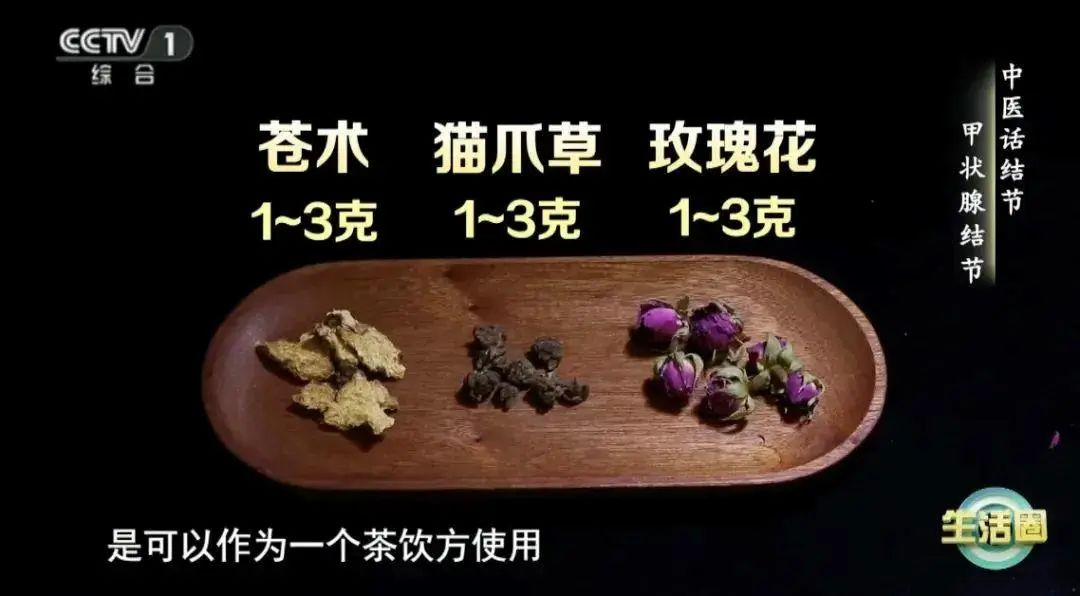 CCTV 1
综合
中医话结节
甲状腺结节
苍术 猫爪草 玫瑰花
1~3克 1~3克 1~3克
是可以作为一个茶饮方使用
生活圈